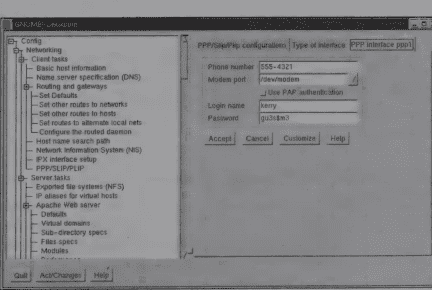 GNUMB-Linuxconf
Config
Networking
Client tasks
Basic host information
Name server specification (DNS)
Routing and gateways
Set Defaults
Set other routes to networks
Set other routes to hosts
Set routes to alternate local nets
Configure the routed daemon
Host name search path
Network Information System (NIS)
IPX interface setup
PPP/SLIP/PLIP
Server tasks
Exported file systems (NFS)
IP aliases for virtual hosts
Apache Web server
Defaults
Virtual domains
Sub-directory specs
Files specs
Modules
Quit
Act/Changes
Help
PPP/Slip/Plip configurations
Type of interface
PPP interface ppp1
Phone number 555-4321
Modem port /dev/modem
Use PAP authentication
Login name kerry
Password gu3s$m3
Accept
Cancel
Customize
Help